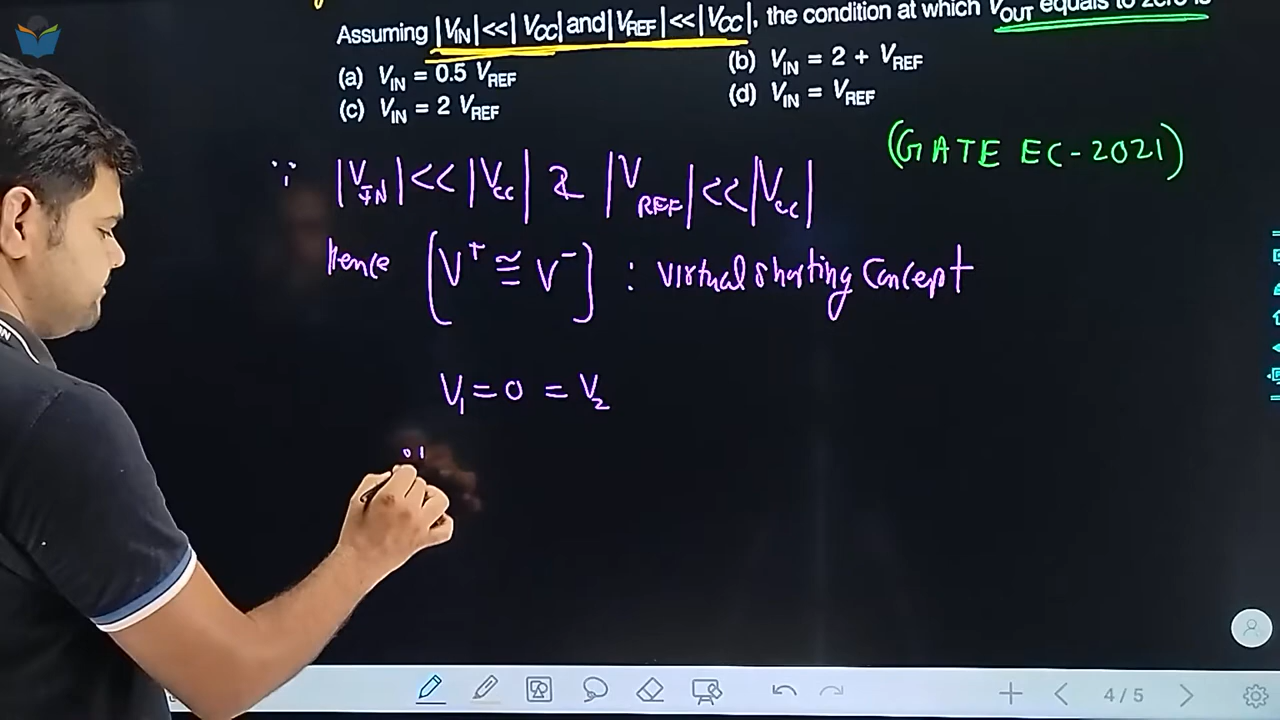 Assuming |V_IN|<<| V_CC| and |V_REF|<<|V_CC|, the condition at which V_OUT equals to zero is
(a) V_IN = 0.5 V_REF
(b) V_IN = 2 + V_REF
(c) V_IN = 2 V_REF
(d) V_IN = V_REF
(GATE EC-2021)
∵ |V_IN|<<|V_CC| & |V_REF|<<|V_CC|
Hence [V⁺ ≅ V⁻] : Virtual shorting Concept
V₁ = 0 = V₂
4 / 5